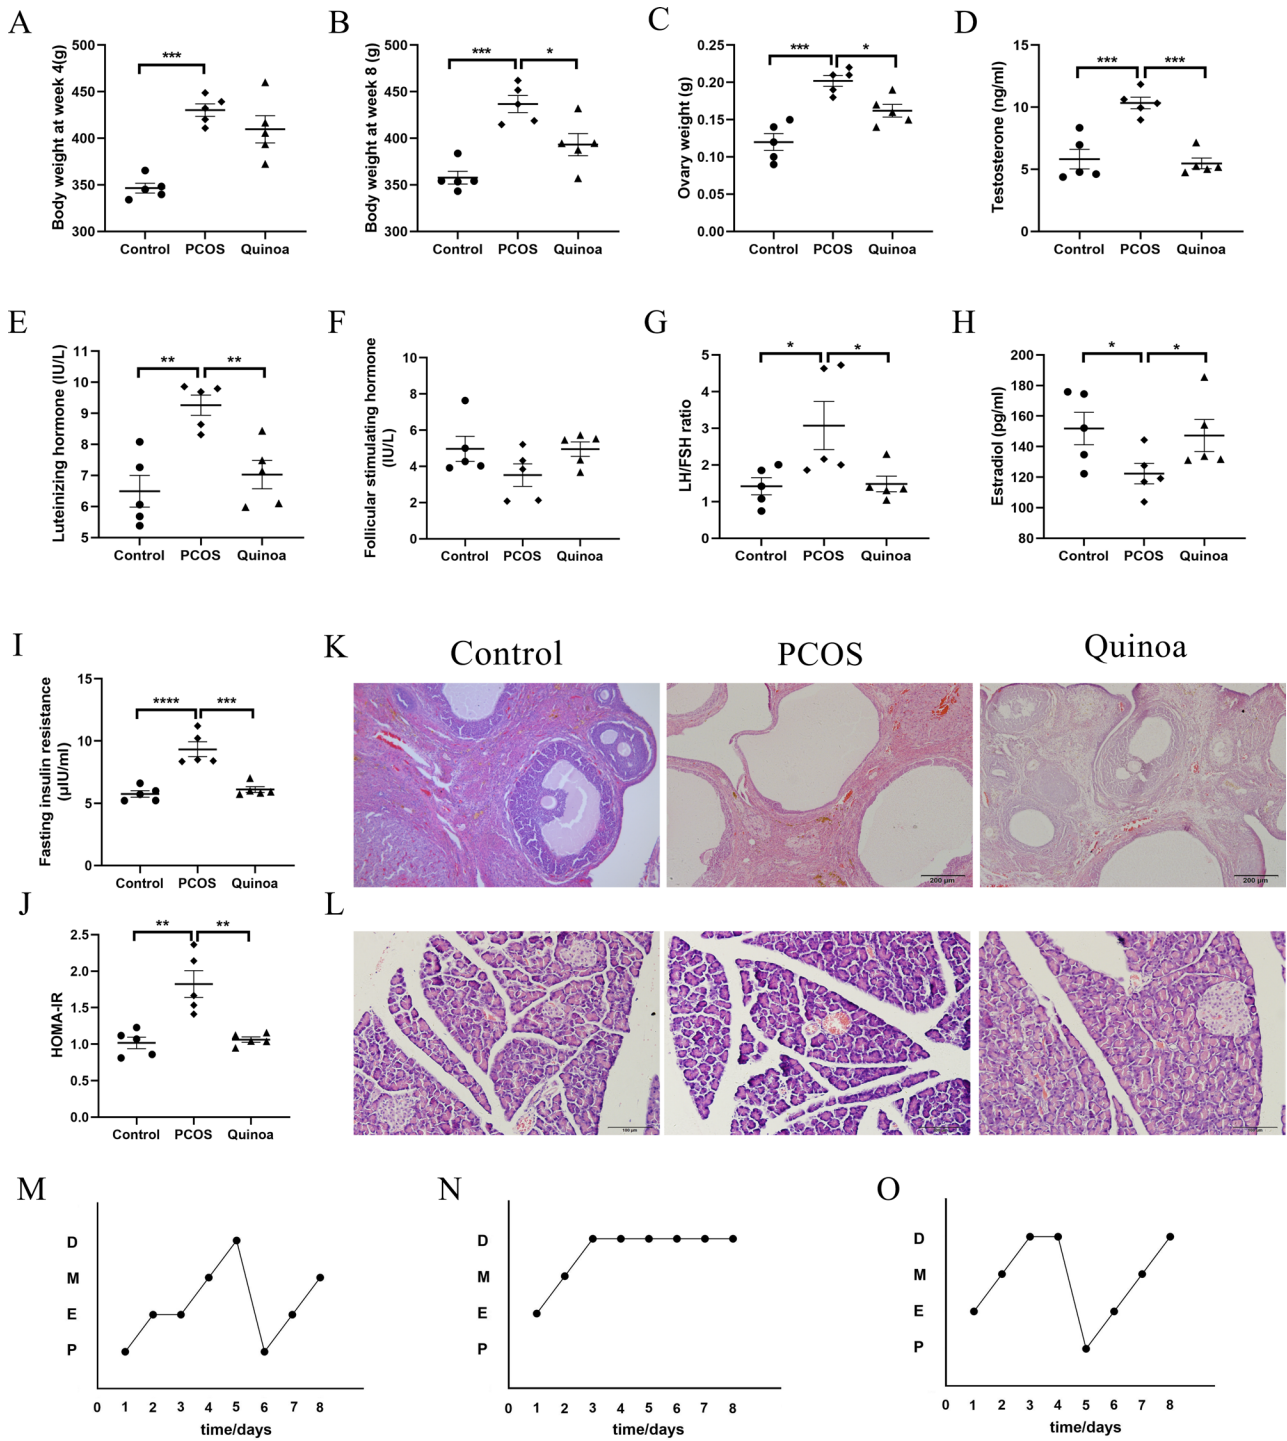 A
Body weight at week 4(g)
500
450
400
350
300
***
Control PCOS Quinoa
B
Body weight at week 8 (g)
500
450
400
350
300
*** *
Control PCOS Quinoa
C
Ovary weight (g)
0.25
0.20
0.15
0.10
0.05
0.00
*** *
Control PCOS Quinoa
D
Testosterone (ng/ml)
15
10
5
0
*** ***
Control PCOS Quinoa
E
Luteinizing hormone (IU/L)
11
10
9
8
7
6
5
** **
Control PCOS Quinoa
F
Follicular stimulating hormone
(IU/L)
10
8
6
4
2
0
Control PCOS Quinoa
G
LH/FSH ratio
5
4
3
2
1
0
* *
Control PCOS Quinoa
H
Estradiol (pg/ml)
200
180
160
140
120
100
80
* *
Control PCOS Quinoa
I
Fasting insulin resistance
(μIU/ml)
15
10
5
0
**** ***
Control PCOS Quinoa
J
HOMA-IR
2.5
2.0
1.5
1.0
0.5
0.0
** **
Control PCOS Quinoa
K
Control PCOS Quinoa
200 μm
200 μm
L
100 μm
M
D
M
E
P
0 1 2 3 4 5 6 7 8
time/days
N
D
M
E
P
0 1 2 3 4 5 6 7 8
time/days
O
D
M
E
P
0 1 2 3 4 5 6 7 8
time/days